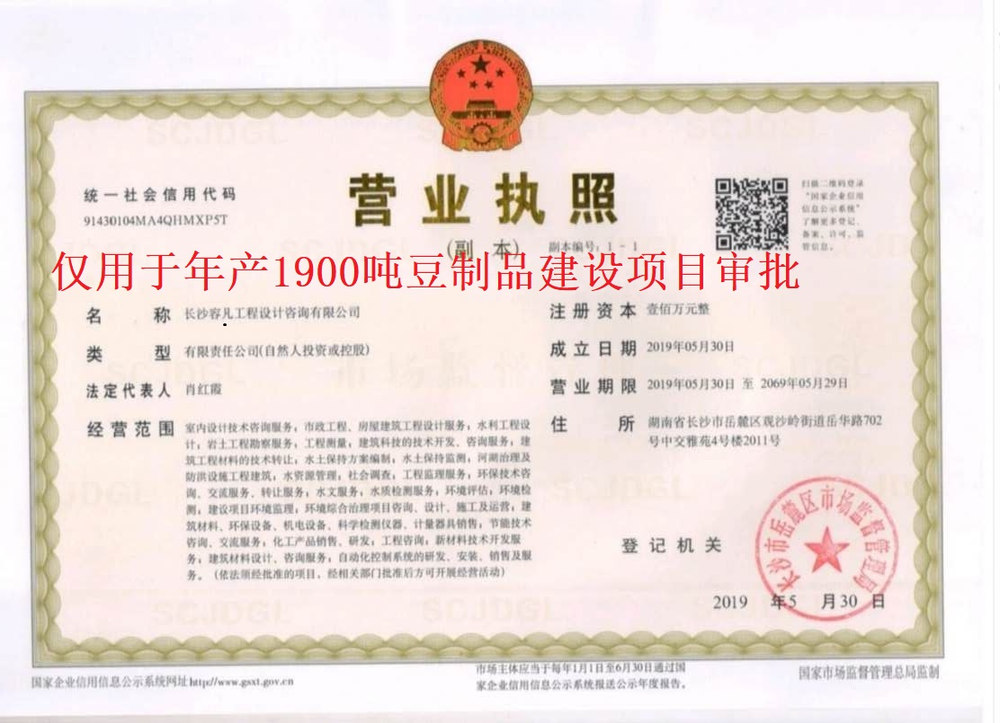 统一社会信用代码
91430104MA4QHMXP5T
营业执照
(副 本) 副本编号：1－1
扫描二维码登录
“国家企业信用
信息公示系统”
了解更多登记、
备案、许可、监
管信息。
仅用于年产1900吨豆制品建设项目审批
名 称 长沙容凡工程设计咨询有限公司
类 型 有限责任公司(自然人投资或控股)
法定代表人 肖红霞
经营范围 室内设计技术咨询服务；市政工程、房屋建筑工程设计服务；水利工程设
计；岩土工程勘察服务；工程测量；建筑科技的技术开发、咨询服务；建
筑工程材料的技术转让；水土保持方案编制；水土保持监测；河湖治理及
防洪设施工程建筑；水资源管理；社会调查；工程监理服务；环保技术咨
询、交流服务、转让服务；水文服务；水质检测服务；环境评估；环境检
测；建设项目环境监理；环境综合治理项目咨询、设计、施工及运营；建
筑材料、环保设备、机电设备、科学检测仪器、计量器具销售；节能技术
咨询、交流服务；化工产品销售、研发；工程咨询；新材料技术开发服
务；建筑材料设计、咨询服务；自动化控制系统的研发、安装、销售及服
务。（依法须经批准的项目，经相关部门批准后方可开展经营活动）
注册资本 壹佰万元整
成立日期 2019年05月30日
营业期限 2019年05月30日 至 2069年05月29日
住 所 湖南省长沙市岳麓区观沙岭街道岳华路702
号中交雅苑4号楼2011号
登记机关
长沙市岳麓区市场监督管理局
2019 年5 月30 日
国家企业信用信息公示系统网址http://www.gsxt.gov.cn
市场主体应当于每年1月1日至6月30日通过国
家企业信用信息公示系统报送公示年度报告。
国家市场监督管理总局监制
SCJDGL
市场监督管理